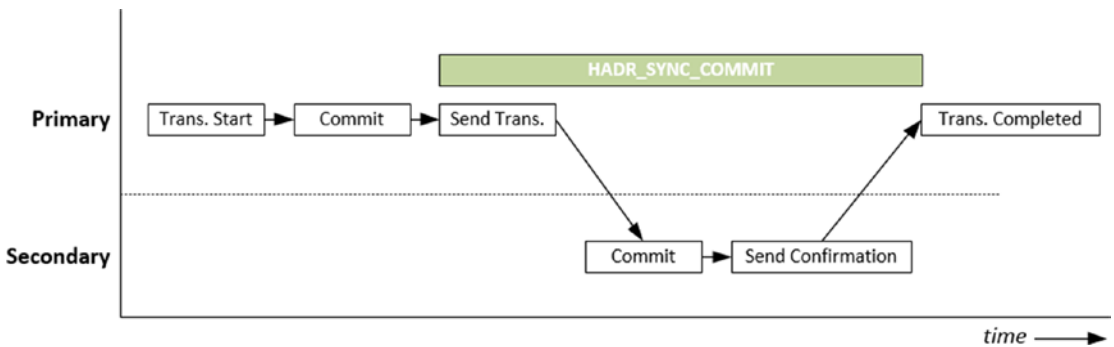 HADR_SYNC_COMMIT
Primary
Trans. Start
Commit
Send Trans.
Trans. Completed
Secondary
Commit
Send Confirmation
time